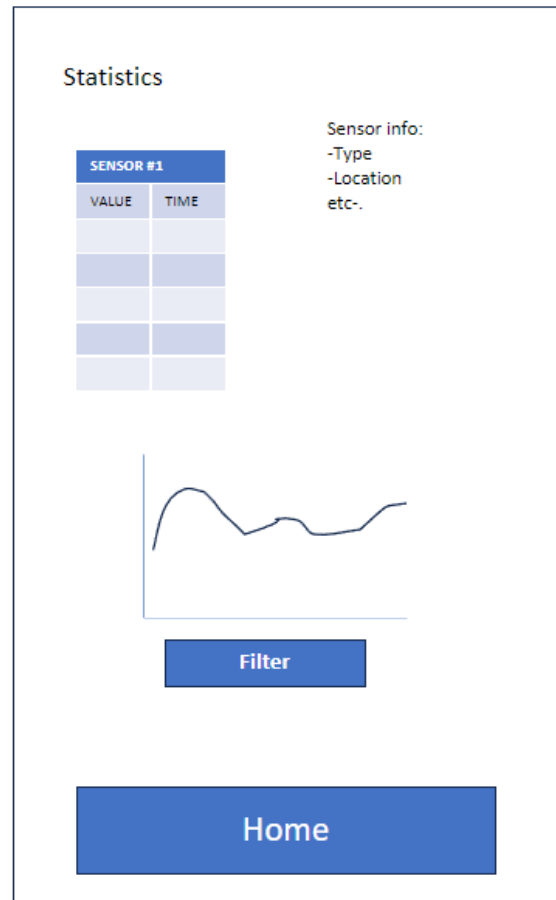 Statistics
Sensor info:
-Type
-Location
etc-.
SENSOR #1
VALUE TIME
Filter
Home